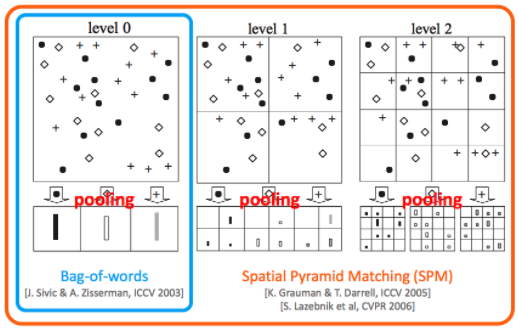 level 0
level 1
level 2
pooling
pooling
pooling
Bag-of-words
[J. Sivic & A. Zisserman, ICCV 2003]
Spatial Pyramid Matching (SPM)
[K. Grauman & T. Darrell, ICCV 2005]
[S. Lazebnik et al, CVPR 2006]